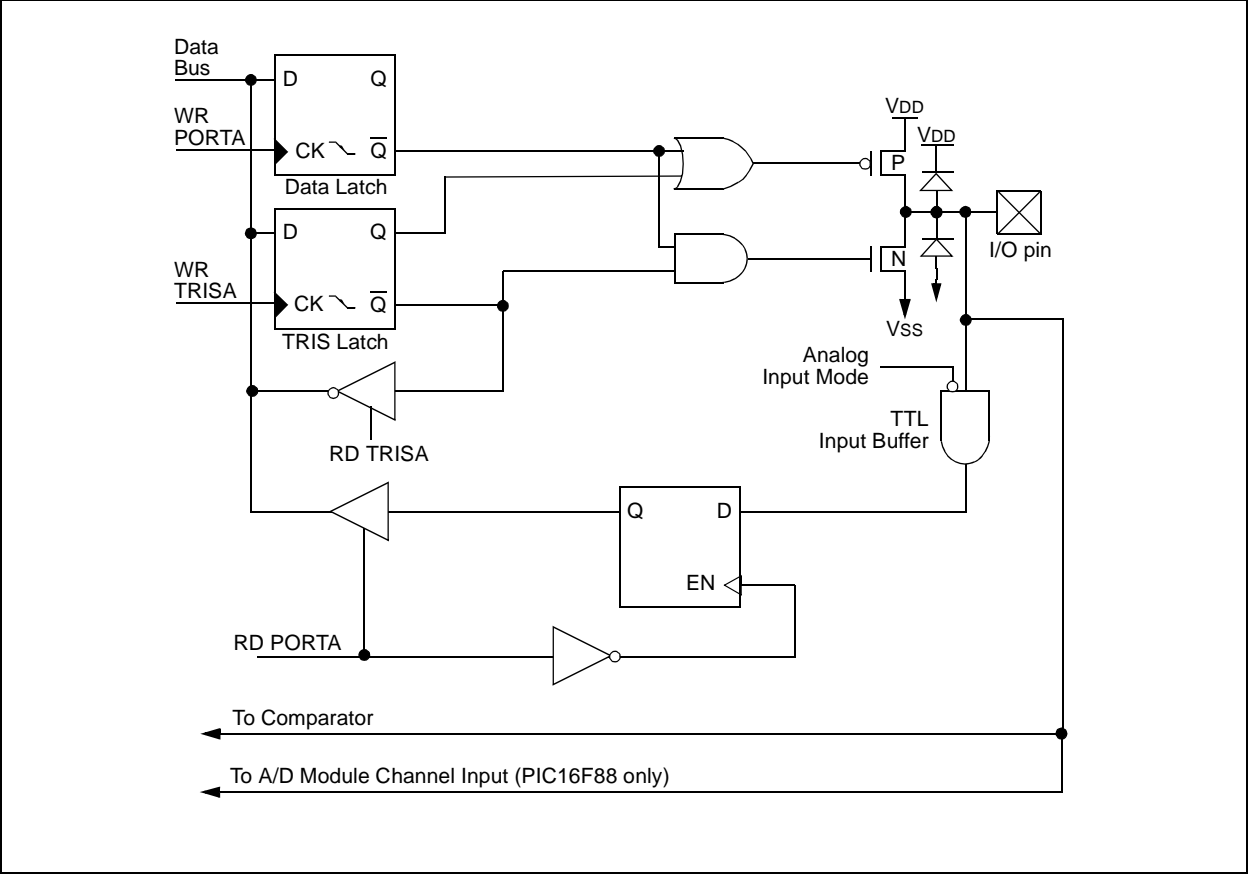 Data
Bus
D
Q
WR
PORTA
CK
Q̅
Data Latch
VDD
VDD
P
D
Q
N
I/O pin
WR
TRISA
CK
Q̅
TRIS Latch
VSS
Analog
Input Mode
TTL
Input Buffer
RD TRISA
Q
D
EN
RD PORTA
To Comparator
To A/D Module Channel Input (PIC16F88 only)